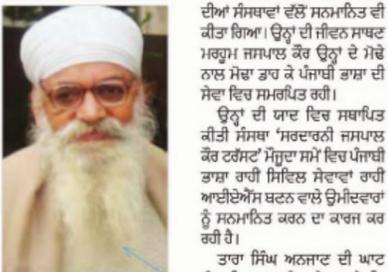 ਦੀਆਂ ਸੰਸਥਾਵਾਂ ਵੱਲੋਂ ਸਨਮਾਨਿਤ ਵੀ
ਕੀਤਾ ਗਿਆ। ਉਨ੍ਹਾਂ ਦੀ ਜੀਵਨ ਸਾਥਣ
ਮਰਹੂਮ ਜਸਪਾਲ ਕੌਰ ਉਨ੍ਹਾਂ ਦੇ ਮੋਢੇ
ਨਾਲ ਮੋਢਾ ਡਾਹ ਕੇ ਪੰਜਾਬੀ ਭਾਸ਼ਾ ਦੀ
ਸੇਵਾ ਵਿਚ ਸਮਰਪਿਤ ਰਹੀ।
ਉਨ੍ਹਾਂ ਦੀ ਯਾਦ ਵਿਚ ਸਥਾਪਿਤ
ਕੀਤੀ ਸੰਸਥਾ 'ਸਰਦਾਰਨੀ ਜਸਪਾਲ
ਕੌਰ ਟਰੱਸਟ' ਮੌਜੂਦਾ ਸਮੇਂ ਵਿਚ ਪੰਜਾਬੀ
ਭਾਸ਼ਾ ਰਾਹੀ ਸਿਵਿਲ ਸੇਵਾਵਾਂ ਰਾਹੀ
ਆਈਏਐੱਸ ਬਣਨ ਵਾਲੇ ਉਮੀਦਵਾਰਾਂ
ਨੂੰ ਸਨਮਾਨਿਤ ਕਰਨ ਦਾ ਕਾਰਜ ਕਰ
ਰਹੀ ਹੈ।
ਤਾਰਾ ਸਿੰਘ ਅਨਜਾਣ ਦੀ ਘਾਟ